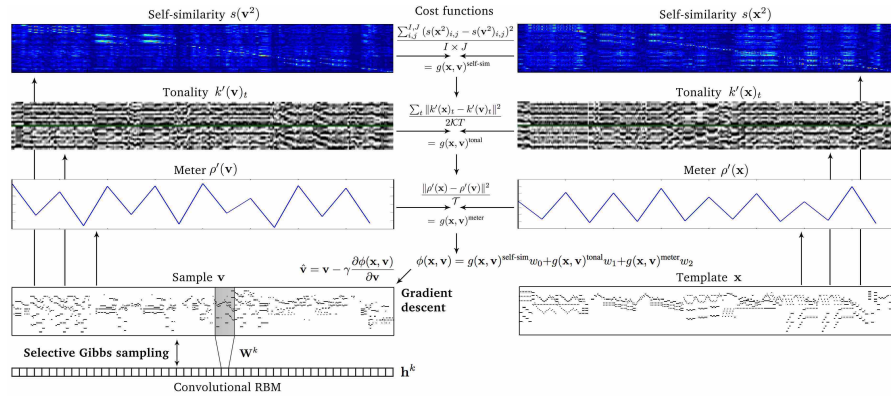 Self-similarity s(v²)
Cost functions
Self-similarity s(x²)
∑_{i,j}^{I,J} (s(x²)_{i,j} − s(v²)_{i,j})²
I × J
= g(x, v)^{self-sim}
Tonality k′(v)_t
Tonality k′(x)_t
∑_t ‖k′(x)_t − k′(v)_t‖²
2𝒦T
= g(x, v)^{tonal}
Meter ρ′(v)
Meter ρ′(x)
‖ρ′(x) − ρ′(v)‖²
𝒯
= g(x, v)^{meter}
v̂ = v − γ ∂φ(x, v) / ∂v
φ(x, v) = g(x, v)^{self-sim}w₀+g(x, v)^{tonal}w₁+g(x, v)^{meter}w₂
Sample v
Template x
Gradient
descent
Selective Gibbs sampling
W^k
h^k
Convolutional RBM